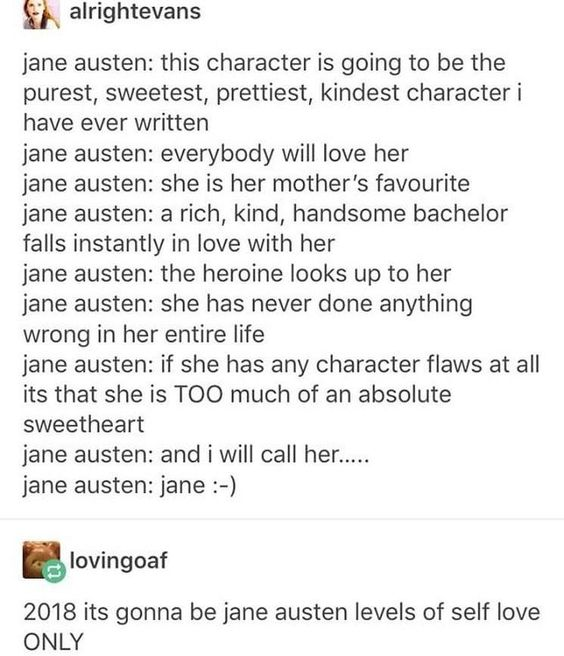 alrightevans
jane austen: this character is going to be the
purest, sweetest, prettiest, kindest character i
have ever written
jane austen: everybody will love her
jane austen: she is her mother's favourite
jane austen: a rich, kind, handsome bachelor
falls instantly in love with her
jane austen: the heroine looks up to her
jane austen: she has never done anything
wrong in her entire life
jane austen: if she has any character flaws at all
its that she is TOO much of an absolute
sweetheart
jane austen: and i will call her.....
jane austen: jane :-)
lovingoaf
2018 its gonna be jane austen levels of self love
ONLY